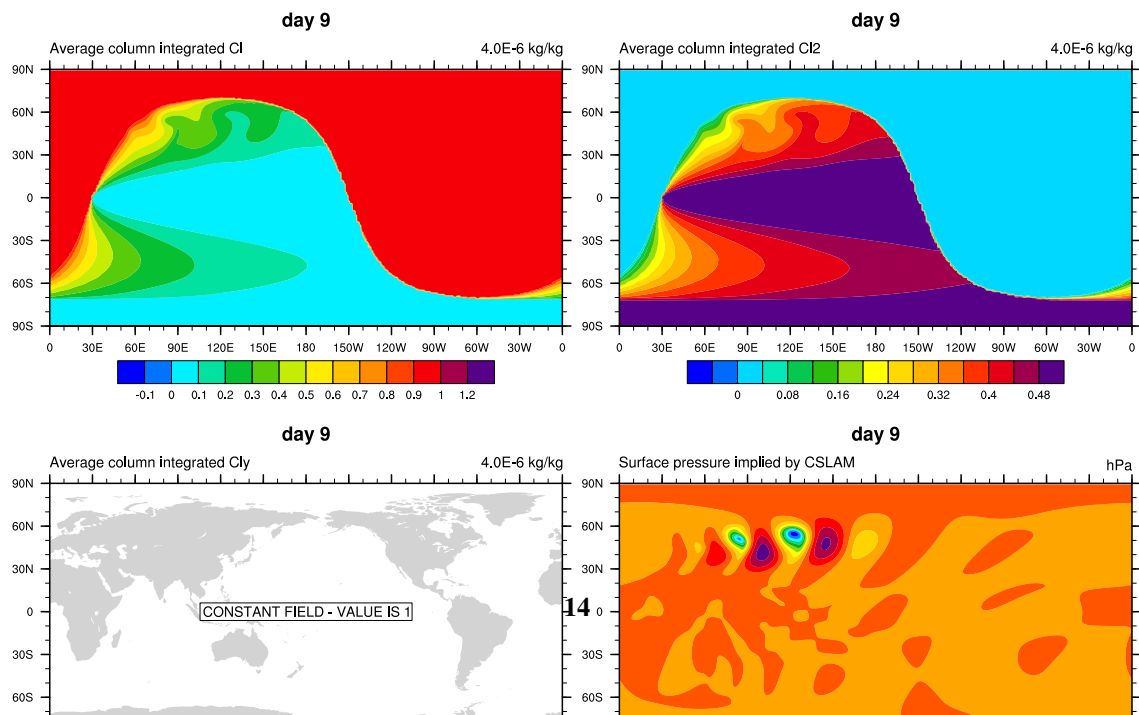 day 9
Average column integrated Cl 4.0E-6 kg/kg
90N
60N
30N
0
30S
60S
90S
0 30E 60E 90E 120E 150E 180 150W 120W 90W 60W 30W 0
-0.1 0 0.1 0.2 0.3 0.4 0.5 0.6 0.7 0.8 0.9 1 1.2
day 9
Average column integrated Cl2 4.0E-6 kg/kg
90N
60N
30N
0
30S
60S
90S
0 30E 60E 90E 120E 150E 180 150W 120W 90W 60W 30W 0
0 0.08 0.16 0.24 0.32 0.4 0.48
day 9
Average column integrated Cly 4.0E-6 kg/kg
90N
60N
30N
0
30S
60S
CONSTANT FIELD - VALUE IS 1
14
day 9
Surface pressure implied by CSLAM hPa
90N
60N
30N
0
30S
60S